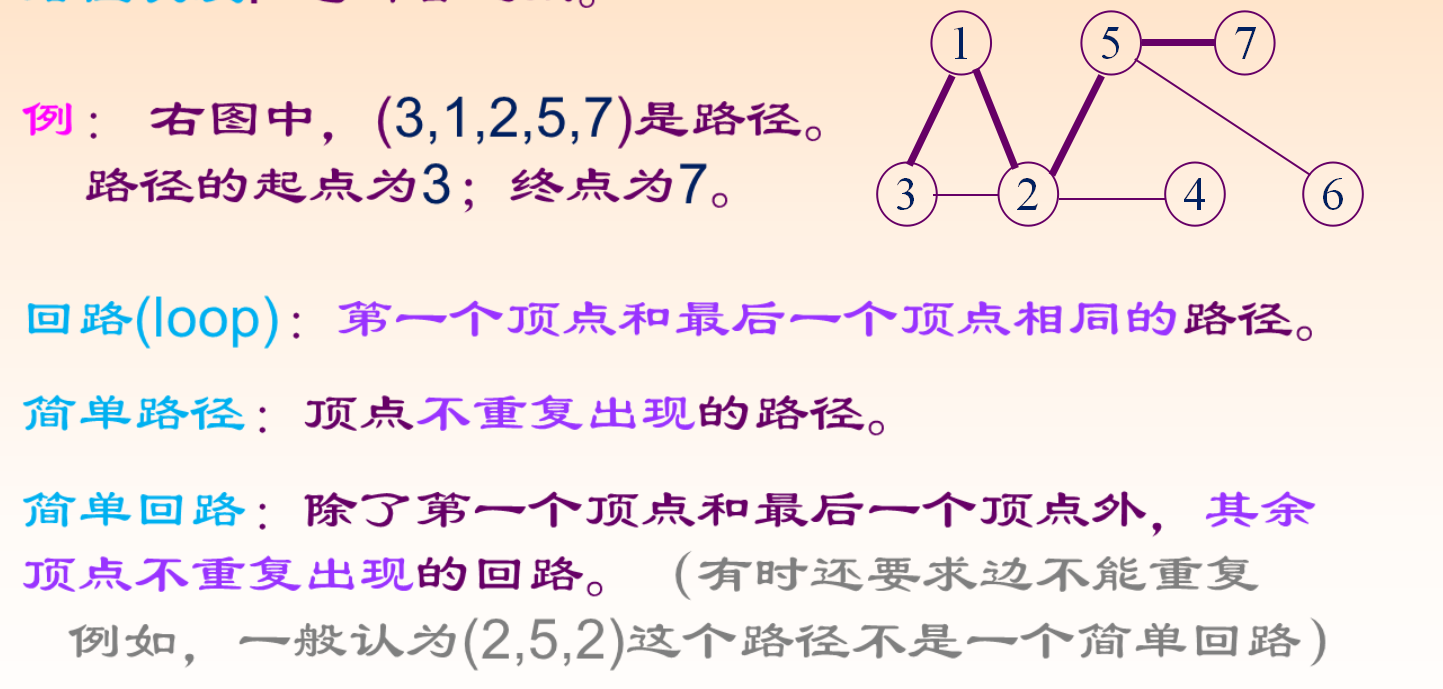 1 5 7
例： 右图中，(3,1,2,5,7)是路径。
路径的起点为3；终点为7。
3 2 4 6
回路(loop)：第一个顶点和最后一个顶点相同的路径。
简单路径：顶点不重复出现的路径。
简单回路：除了第一个顶点和最后一个顶点外，其余
顶点不重复出现的回路。 （有时还要求边不能重复
例如，一般认为(2,5,2)这个路径不是一个简单回路）